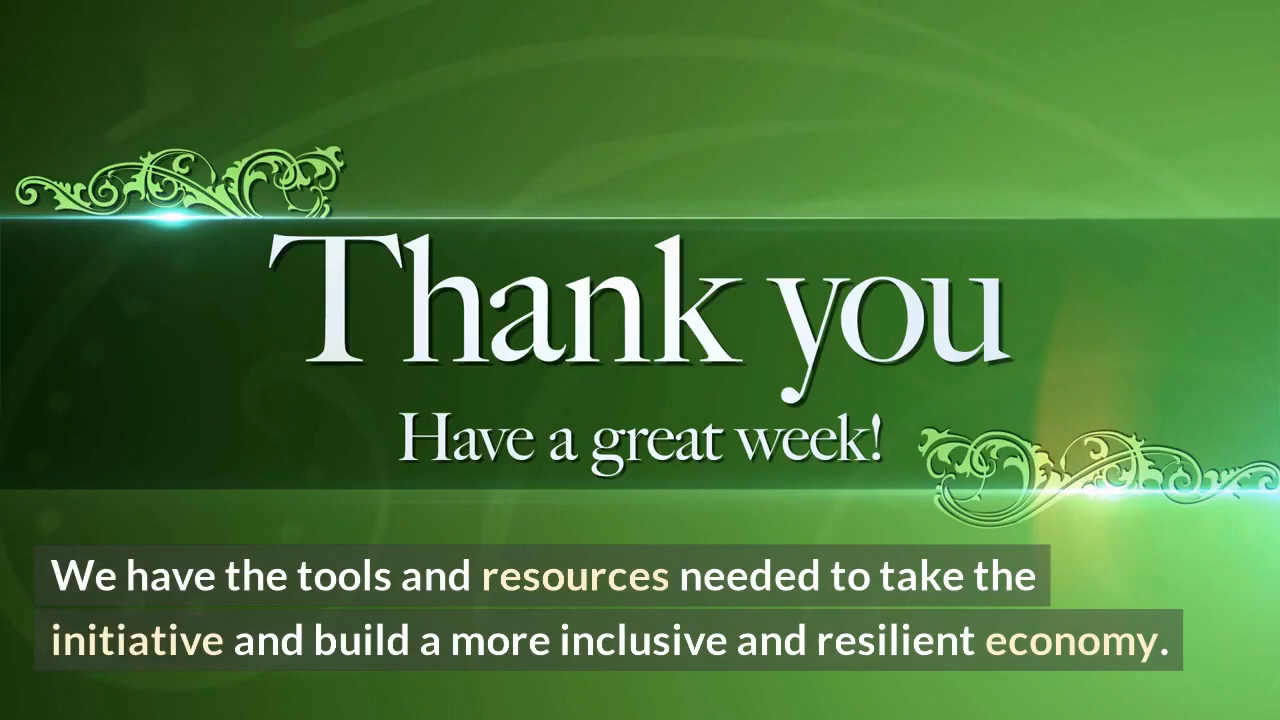 Thank you
Have a great week!
We have the tools and resources needed to take the
initiative and build a more inclusive and resilient economy.